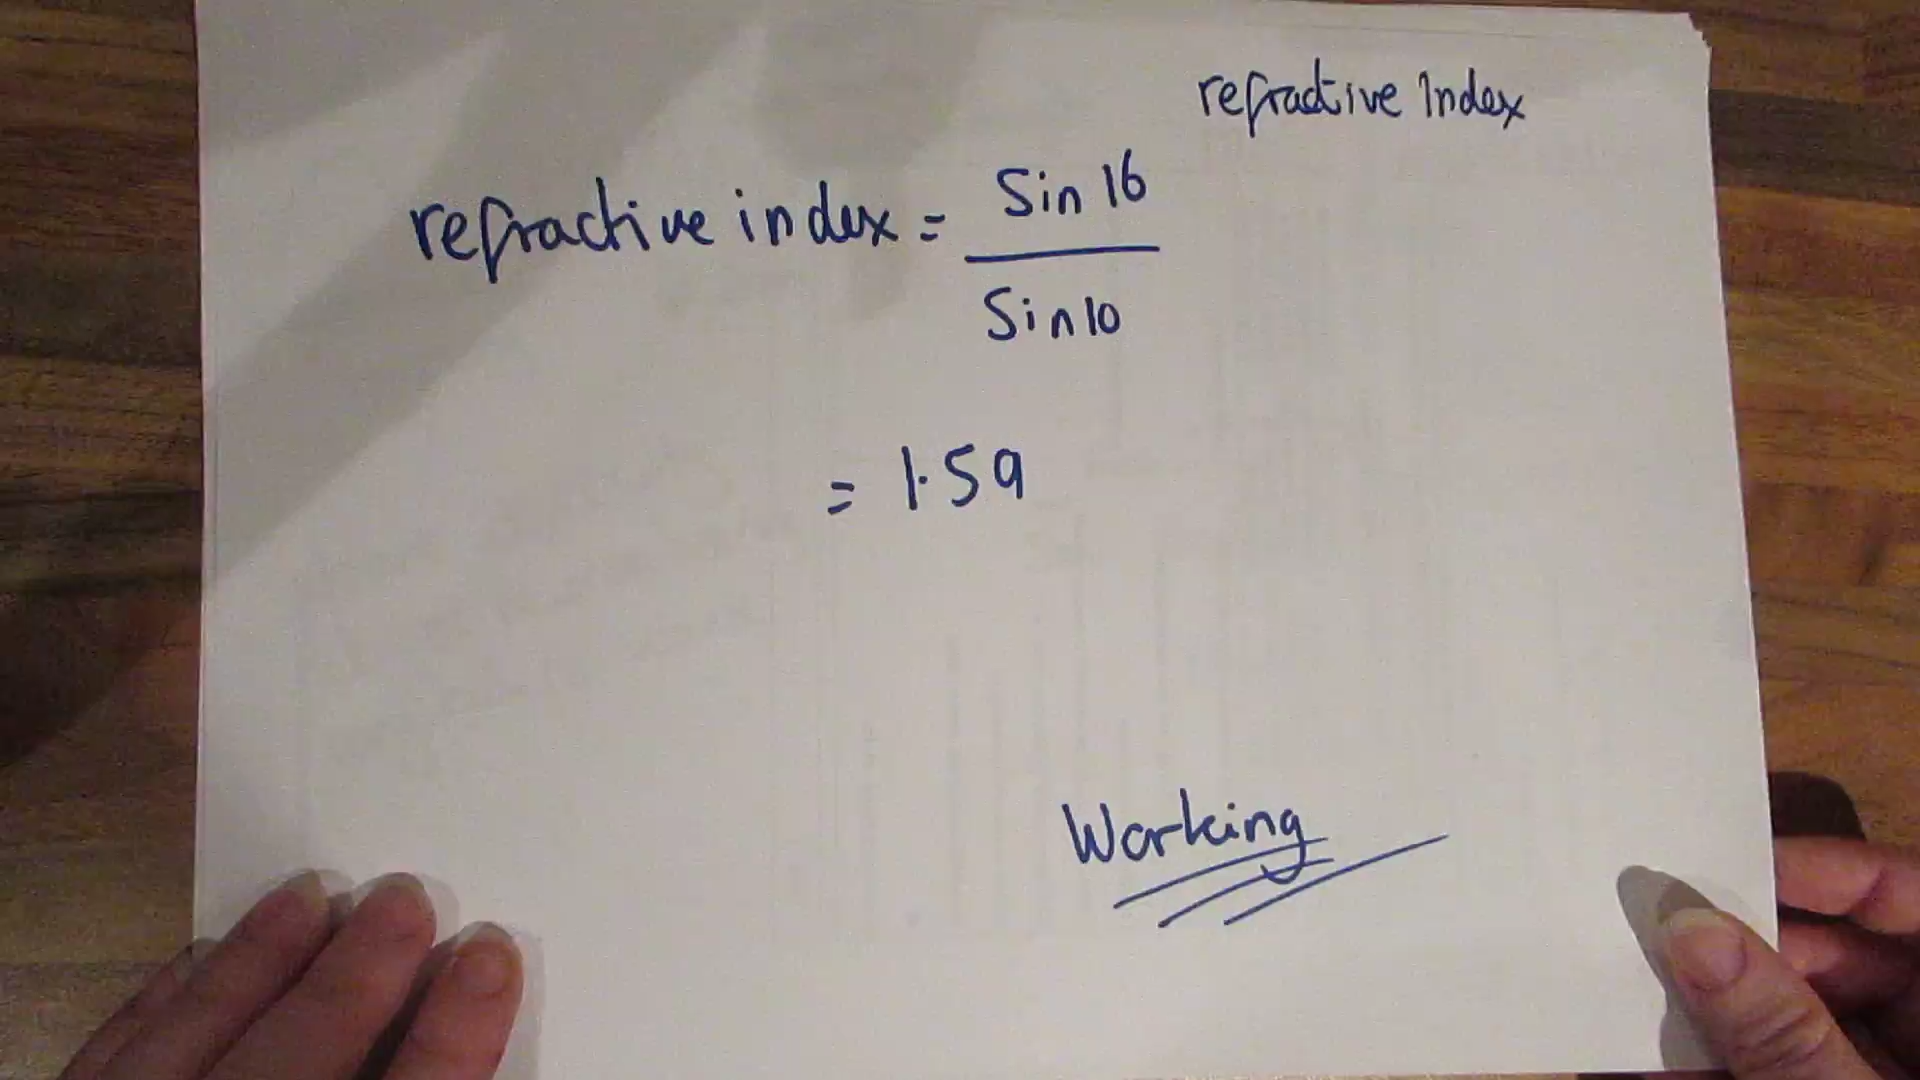 refractive Index
refractive index = Sin 16
Sin 10
= 1.59
Working